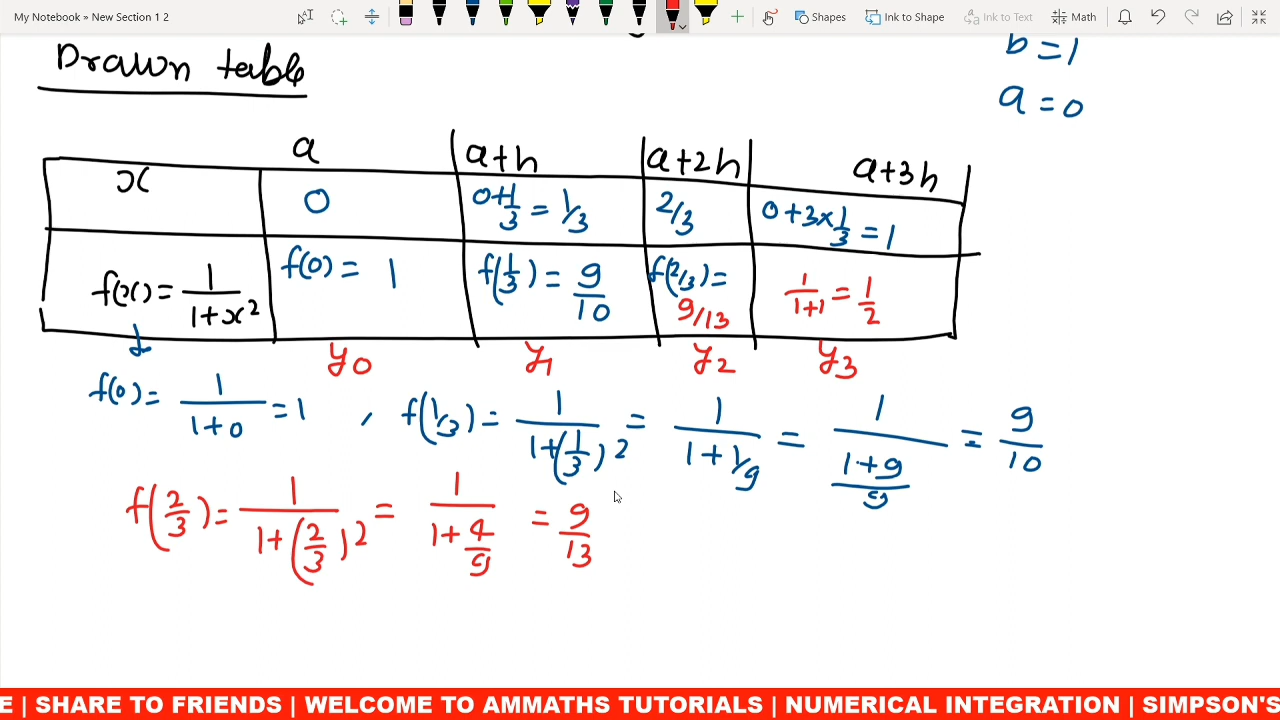 My Notebook » New Section 1 2
Shapes
Ink to Shape
Ink to Text
Math
b = 1
Drawn table
a = 0
a
a+h
a+2h
a+3h
x
0
0+1/3 = 1/3
2/3
0+3×1/3 = 1
f(x) = 1/1+x²
f(0) = 1
f(1/3) = 9/10
f(2/3) = 9/13
1/1+1 = 1/2
y0
y1
y2
y3
f(0) = 1/1+0 = 1 , f(1/3) = 1/1+(1/3)2 = 1/1+1/9 = 1/1+9/9 = 9/10
f(2/3) = 1/1+(2/3)2 = 1/1+4/9 = 9/13
E | SHARE TO FRIENDS | WELCOME TO AMMATHS TUTORIALS | NUMERICAL INTEGRATION | SIMPSON'S